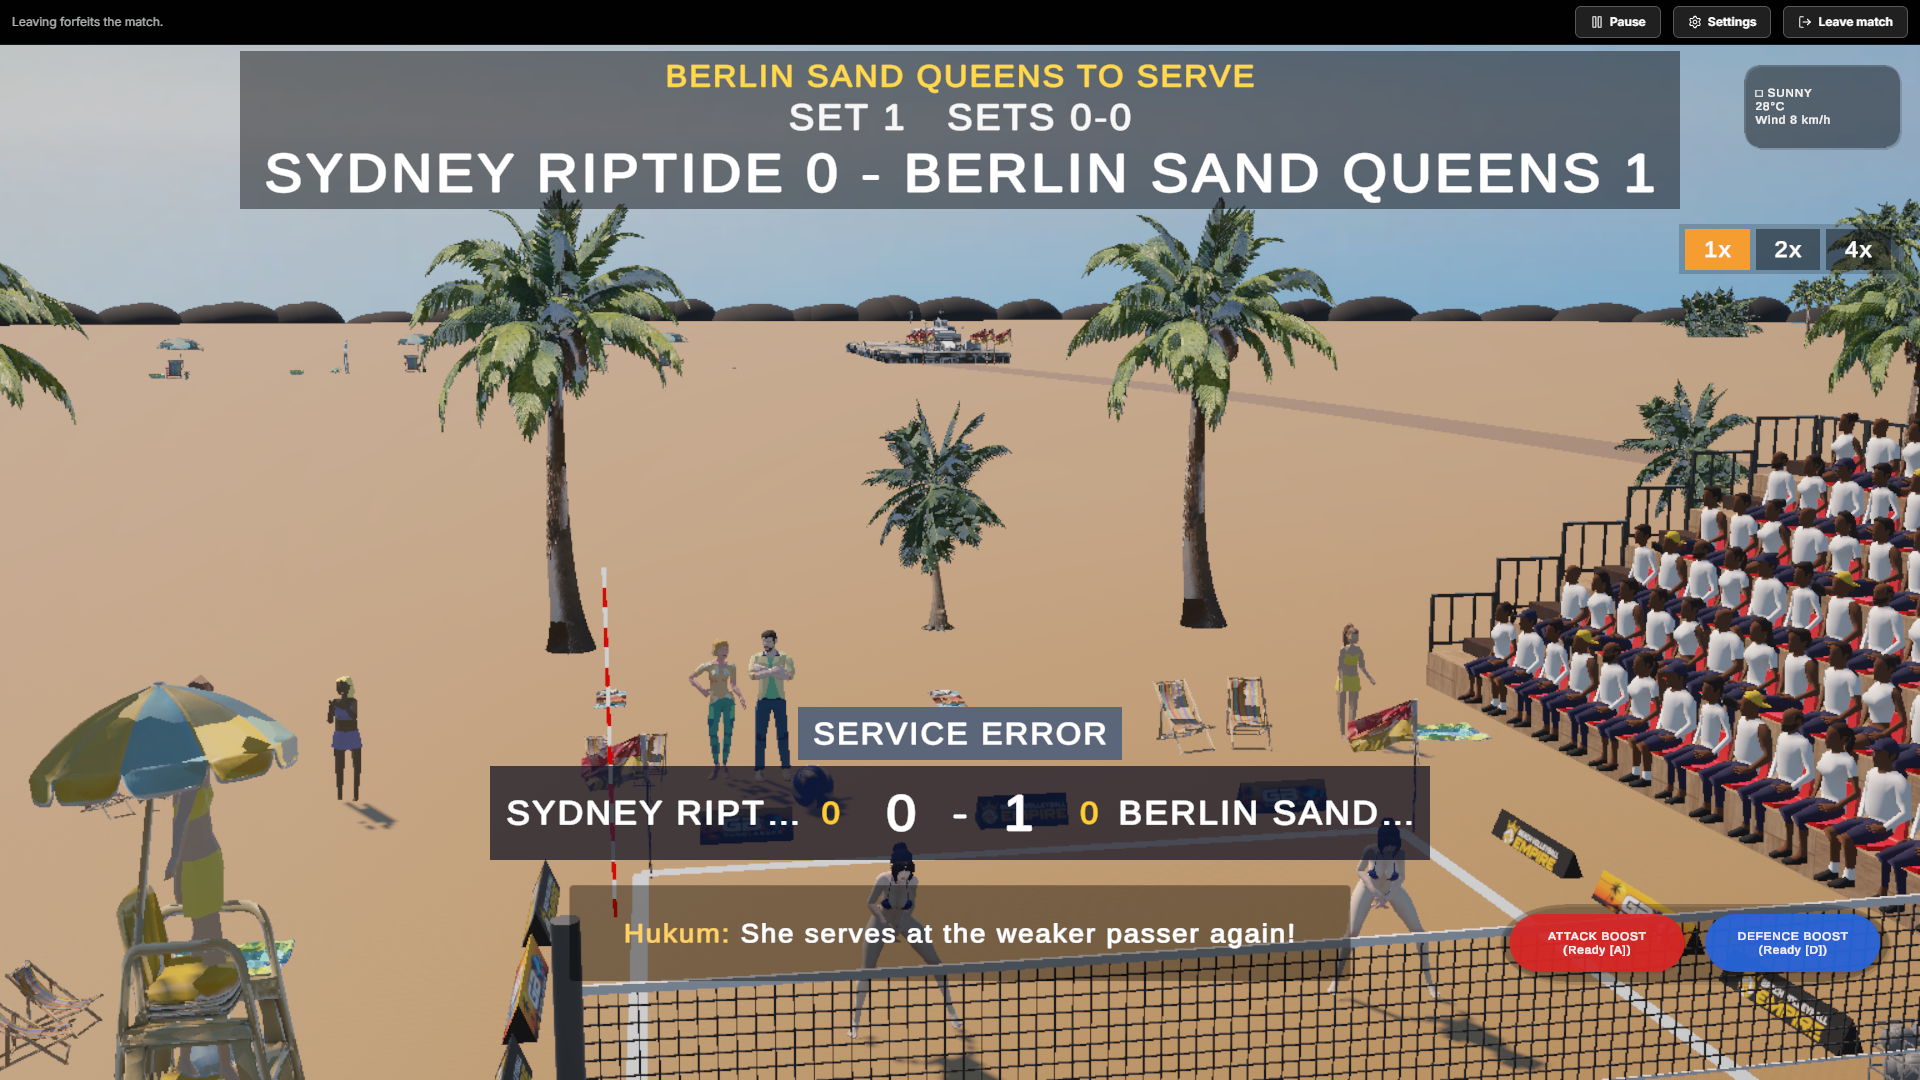 Leaving forfeits the match.
Pause
Settings
Leave match
BERLIN SAND QUEENS TO SERVE
SET 1 SETS 0-0
SYDNEY RIPTIDE 0 - BERLIN SAND QUEENS 1
SUNNY
28°C
Wind 8 km/h
1x 2x 4x
SERVICE ERROR
SYDNEY RIPT... 0 0 - 1 0 BERLIN SAND...
Hukum: She serves at the weaker passer again!
ATTACK BOOST
(Ready [A])
DEFENCE BOOST
(Ready [D])
EMPIRE
GB
EMPIRE